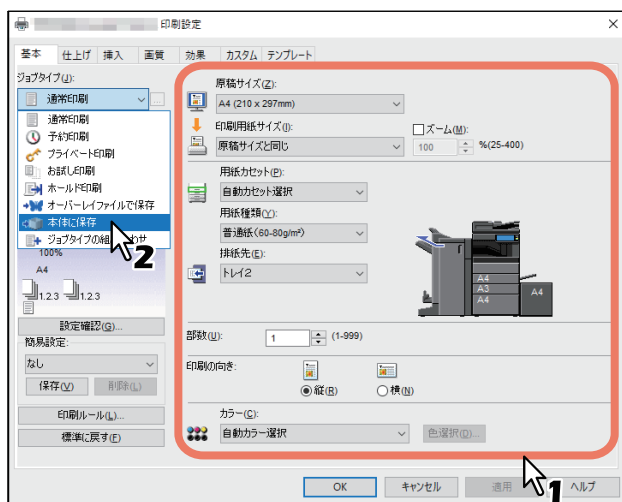 印刷設定
基本 仕上げ 挿入 画質 効果 カスタム テンプレート
ジョブタイプ(J):
通常印刷
...
通常印刷
予約印刷
プライベート印刷
お試し印刷
ホールド印刷
オーバーレイファイルで保存
本体に保存
ジョブタイプの組 わせ
2
100%
A4
1.2.3 1.2.3
設定確認(G)...
簡易設定:
なし
保存(V) 削除(L)
印刷ルール(L)...
標準に戻す(F)
原稿サイズ(Z):
A4 (210 x 297mm)
印刷用紙サイズ(I):
原稿サイズと同じ
ズーム(M):
100 %(25-400)
用紙カセット(P):
自動カセット選択
用紙種類(Y):
普通紙(60-80g/m²)
排紙先(E):
トレイ2
A4
A3
A4
A4
部数(U): 1 (1-999)
印刷の向き:
縦(R) 横(N)
カラー(C):
自動カラー選択 色選択(D)...
OK キャンセル 適用 ヘルプ
1